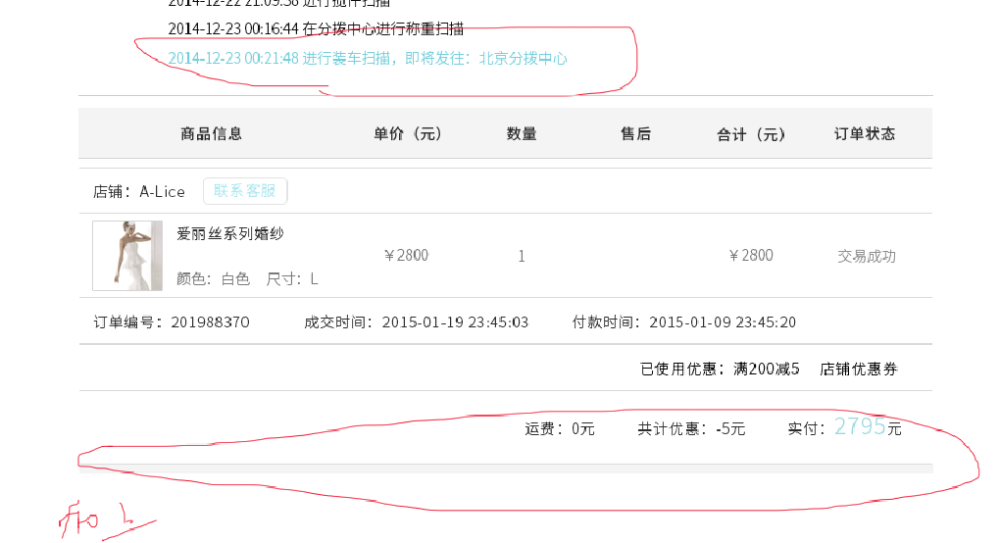 2014-12-22 21:09:38 进行揽件扫描
2014-12-23 00:16:44 在分拨中心进行称重扫描
2014-12-23 00:21:48 进行装车扫描，即将发往：北京分拨中心
商品信息 单价（元） 数量 售后 合计（元） 订单状态
店铺：A-Lice 联系客服
爱丽丝系列婚纱
￥2800 1 ￥2800 交易成功
颜色：白色 尺寸：L
订单编号：201988370 成交时间：2015-01-19 23:45:03 付款时间：2015-01-09 23:45:20
已使用优惠：满200减5 店铺优惠券
运费：0元 共计优惠：-5元 实付：2795元